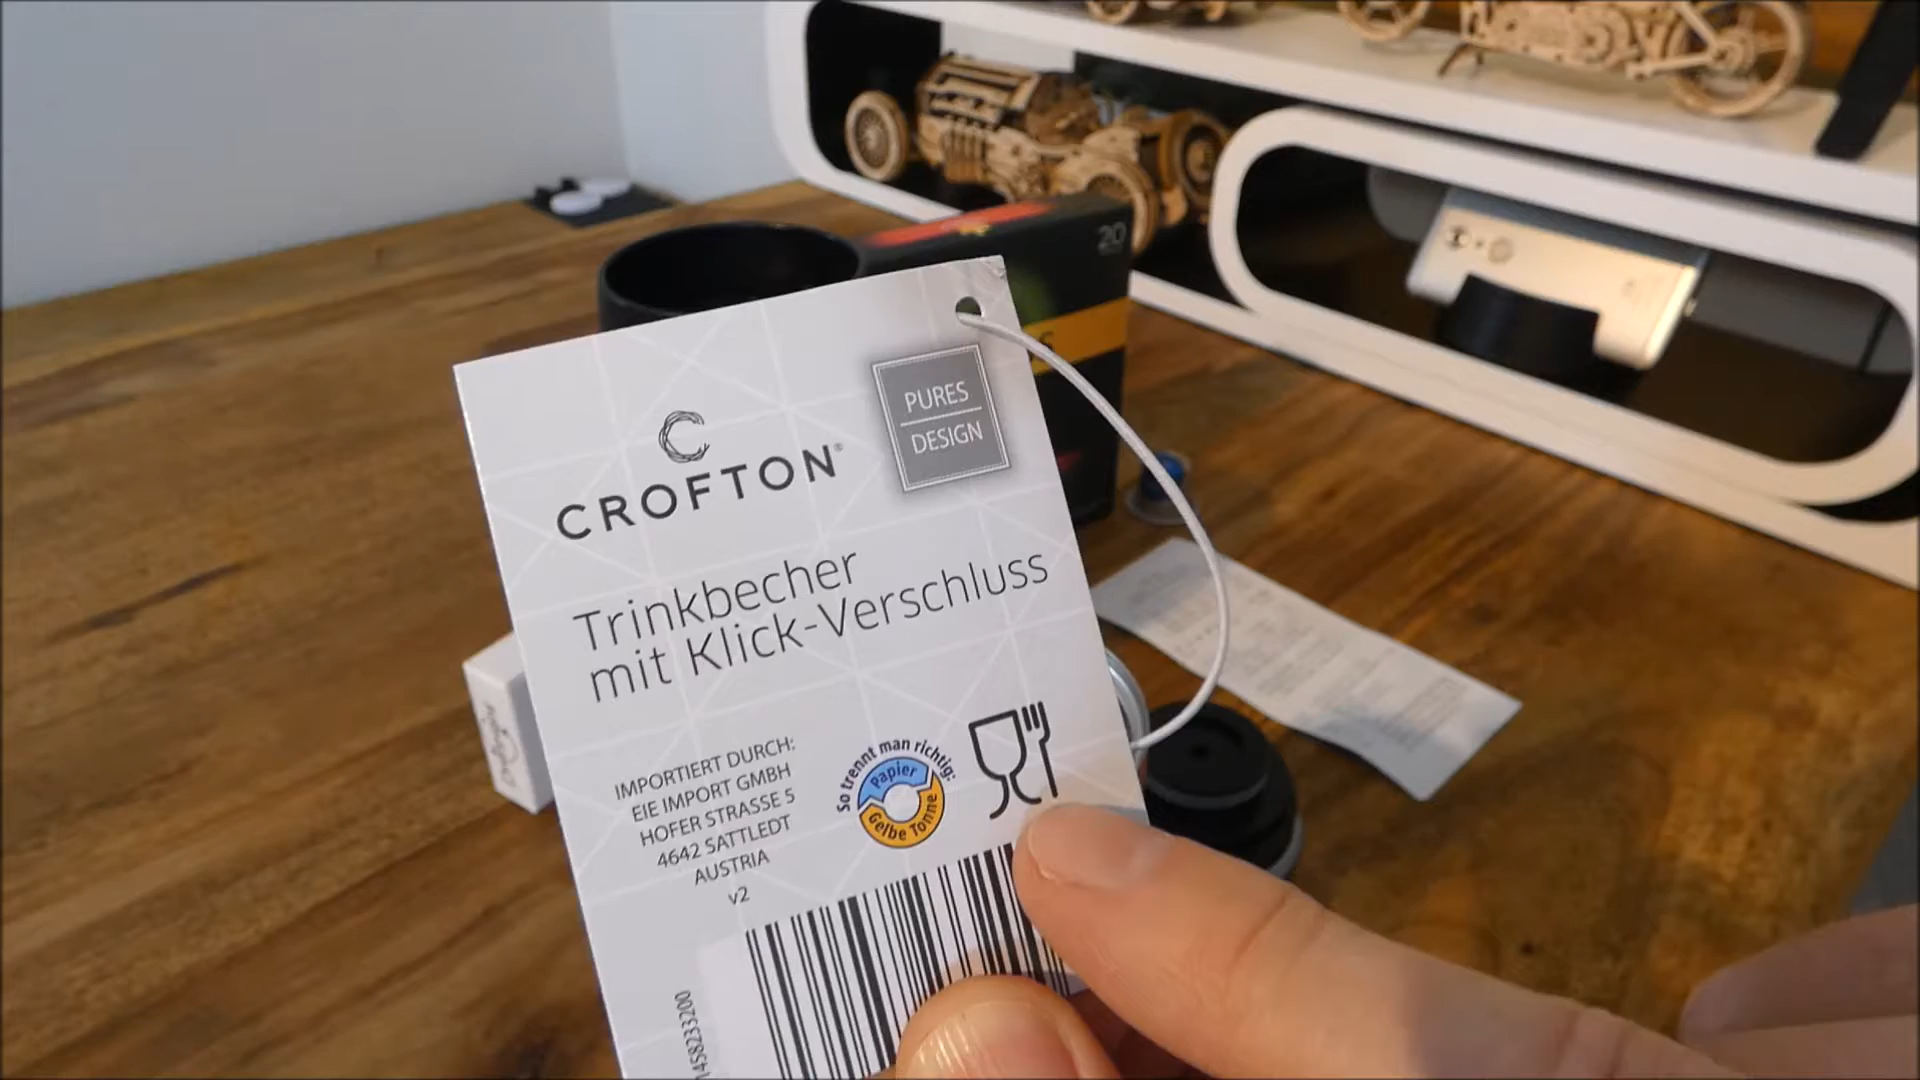 20
PURES
DESIGN
CROFTON®
Trinkbecher
mit Klick-Verschluss
IMPORTIERT DURCH:
EIE IMPORT GMBH
HOFER STRASSE 5
4642 SATTLEDT
AUSTRIA
v2
So trennt man richtig:
Papier
Gelbe Tonne